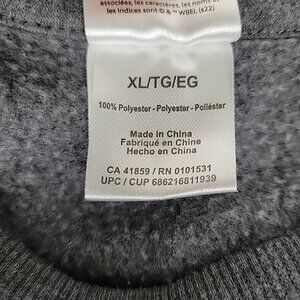 associées, les caractères, les noms et
les indices sont © & ™ WBEI. (s22)
XL/TG/EG
100% Polyester - Polyester - Poliéster
Made in China
Fabriqué en Chine
Hecho en China
CA 41859 / RN 0101531
UPC / CUP 686216811939